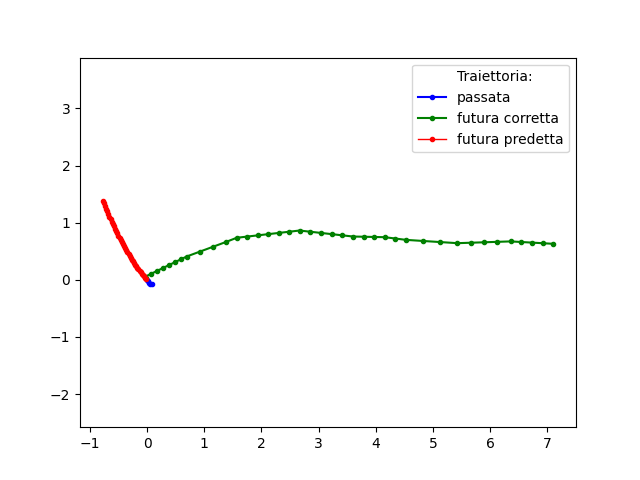 Traiettoria:
passata
futura corretta
futura predetta
3
2
1
0
−1
−2
−1 0 1 2 3 4 5 6 7